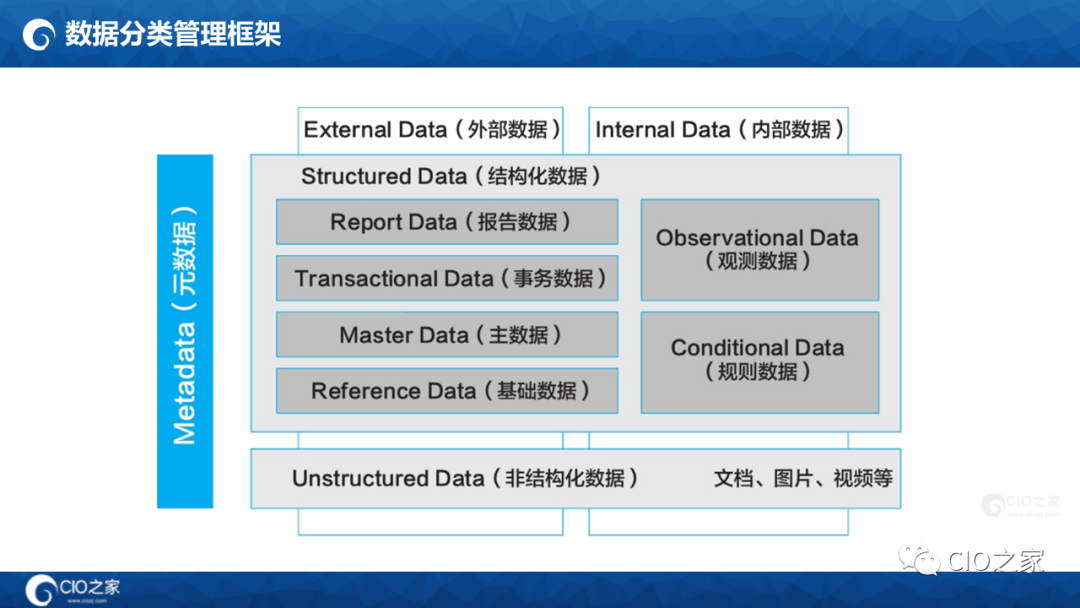 数据分类管理框架
External Data（外部数据）
Internal Data（内部数据）
Metadata（元数据）
Structured Data（结构化数据）
Report Data（报告数据）
Transactional Data（事务数据）
Master Data（主数据）
Reference Data（基础数据）
Observational Data
（观测数据）
Conditional Data
（规则数据）
Unstructured Data（非结构化数据）
文档、图片、视频等
CIO之家
www.ciozj.com
CIO之家
CIO之家
www.ciozj.com